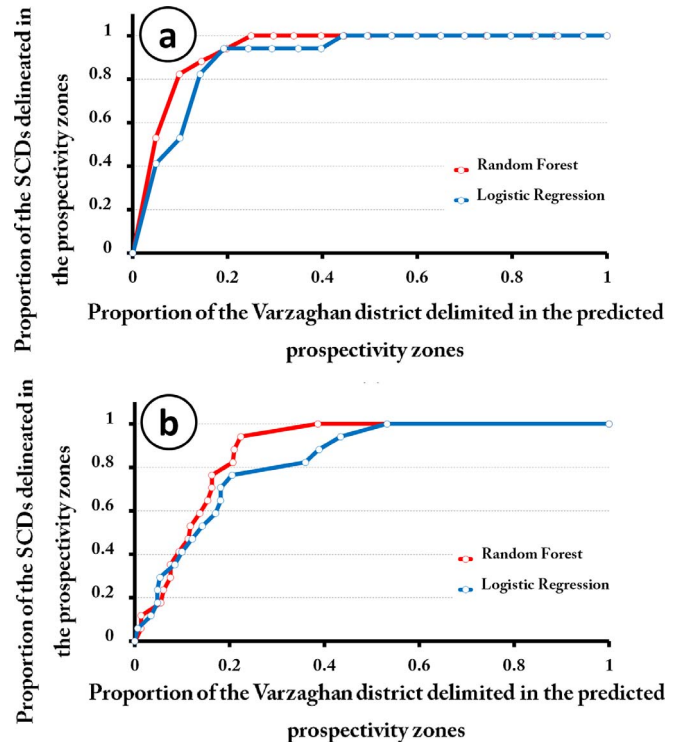 a
Proportion of the SCDs delineated in
the prospectivity zones
1
0.8
0.6
0.4
0.2
0
Random Forest
Logistic Regression
0 0.2 0.4 0.6 0.8 1
Proportion of the Varzaghan district delimited in the predicted
prospectivity zones
b
Proportion of the SCDs delineated in
the prospectivity zones
1
0.8
0.6
0.4
0.2
0
Random Forest
Logistic Regression
0 0.2 0.4 0.6 0.8 1
Proportion of the Varzaghan district delimited in the predicted
prospectivity zones